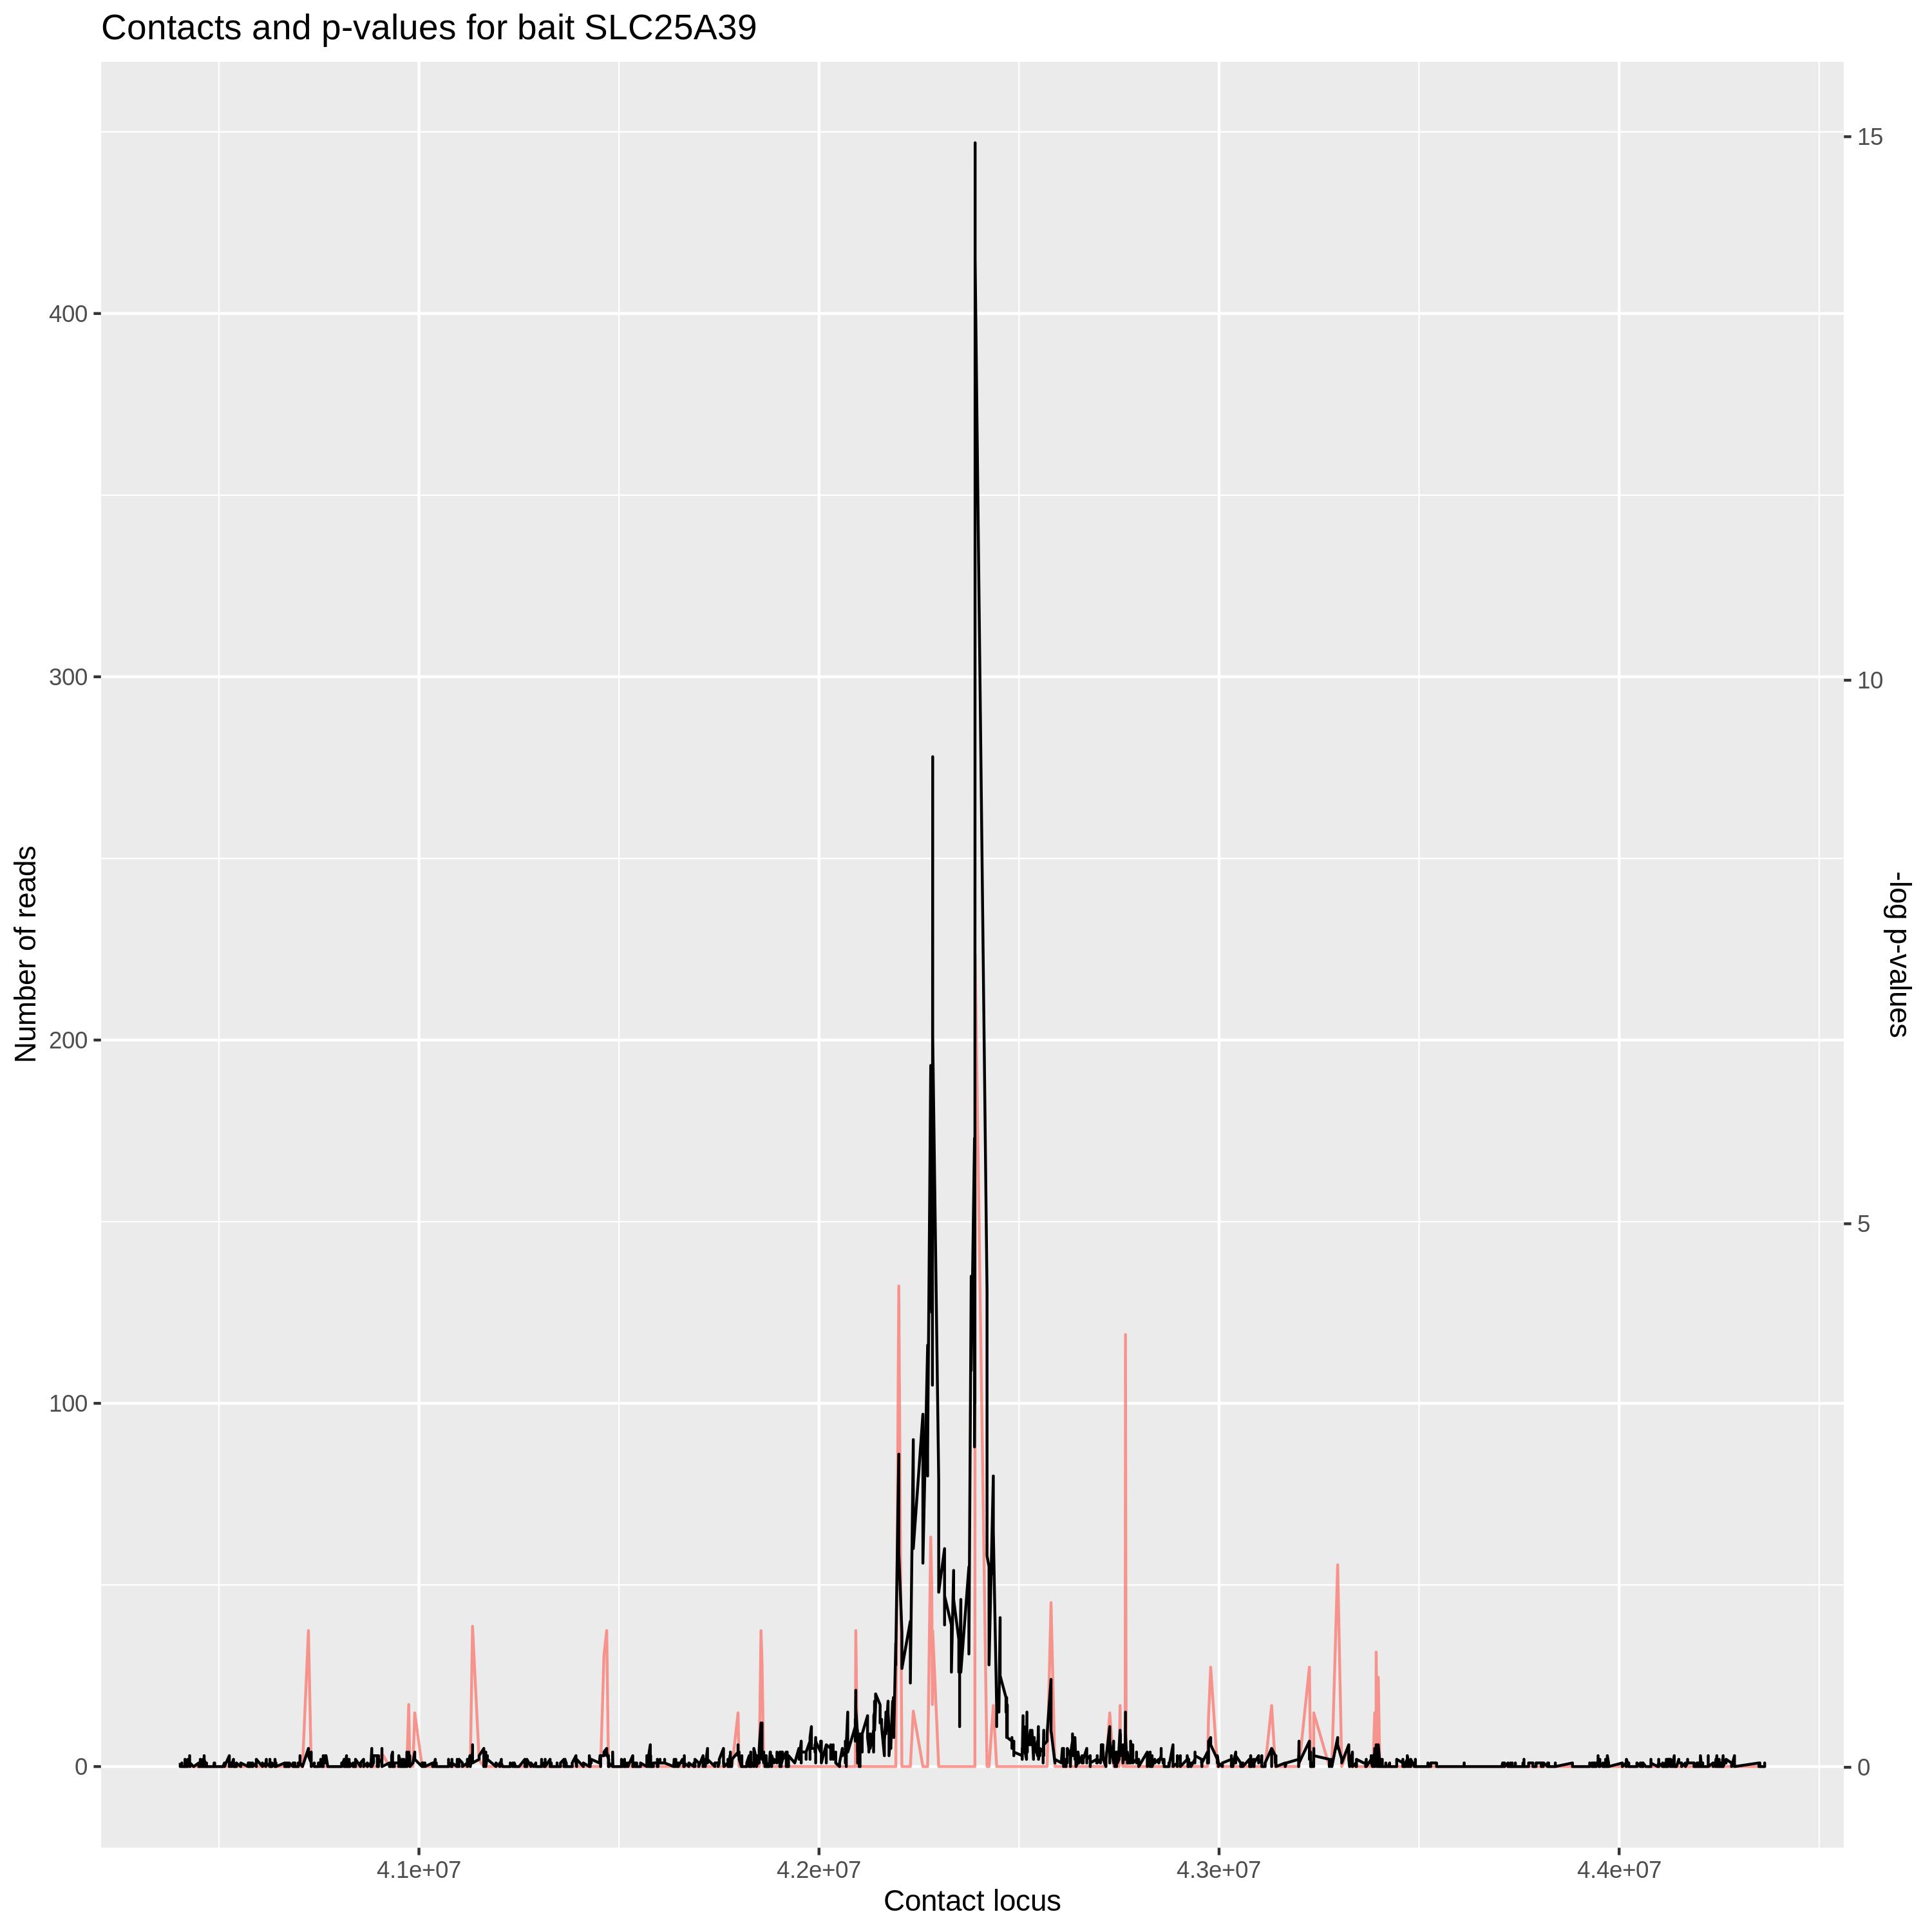 Contacts and p-values for bait SLC25A39
Number of reads
400
300
200
100
0
15
10
5
0
-log p-values
4.1e+07 4.2e+07 4.3e+07 4.4e+07
Contact locus